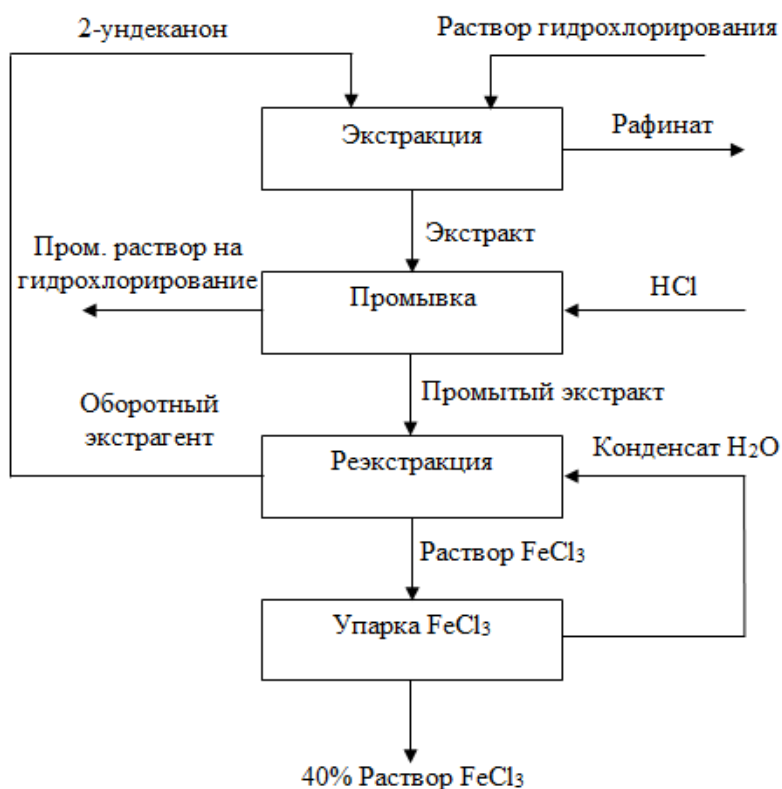 2-ундеканон
Раствор гидрохлорирования
Экстракция
Рафинат
Экстракт
Пром. раствор на
гидрохлорирование
Промывка
HCl
Промытый экстракт
Оборотный
экстрагент
Реэкстракция
Конденсат H₂O
Раствор FeCl₃
Упарка FeCl₃
40% Раствор FeCl₃